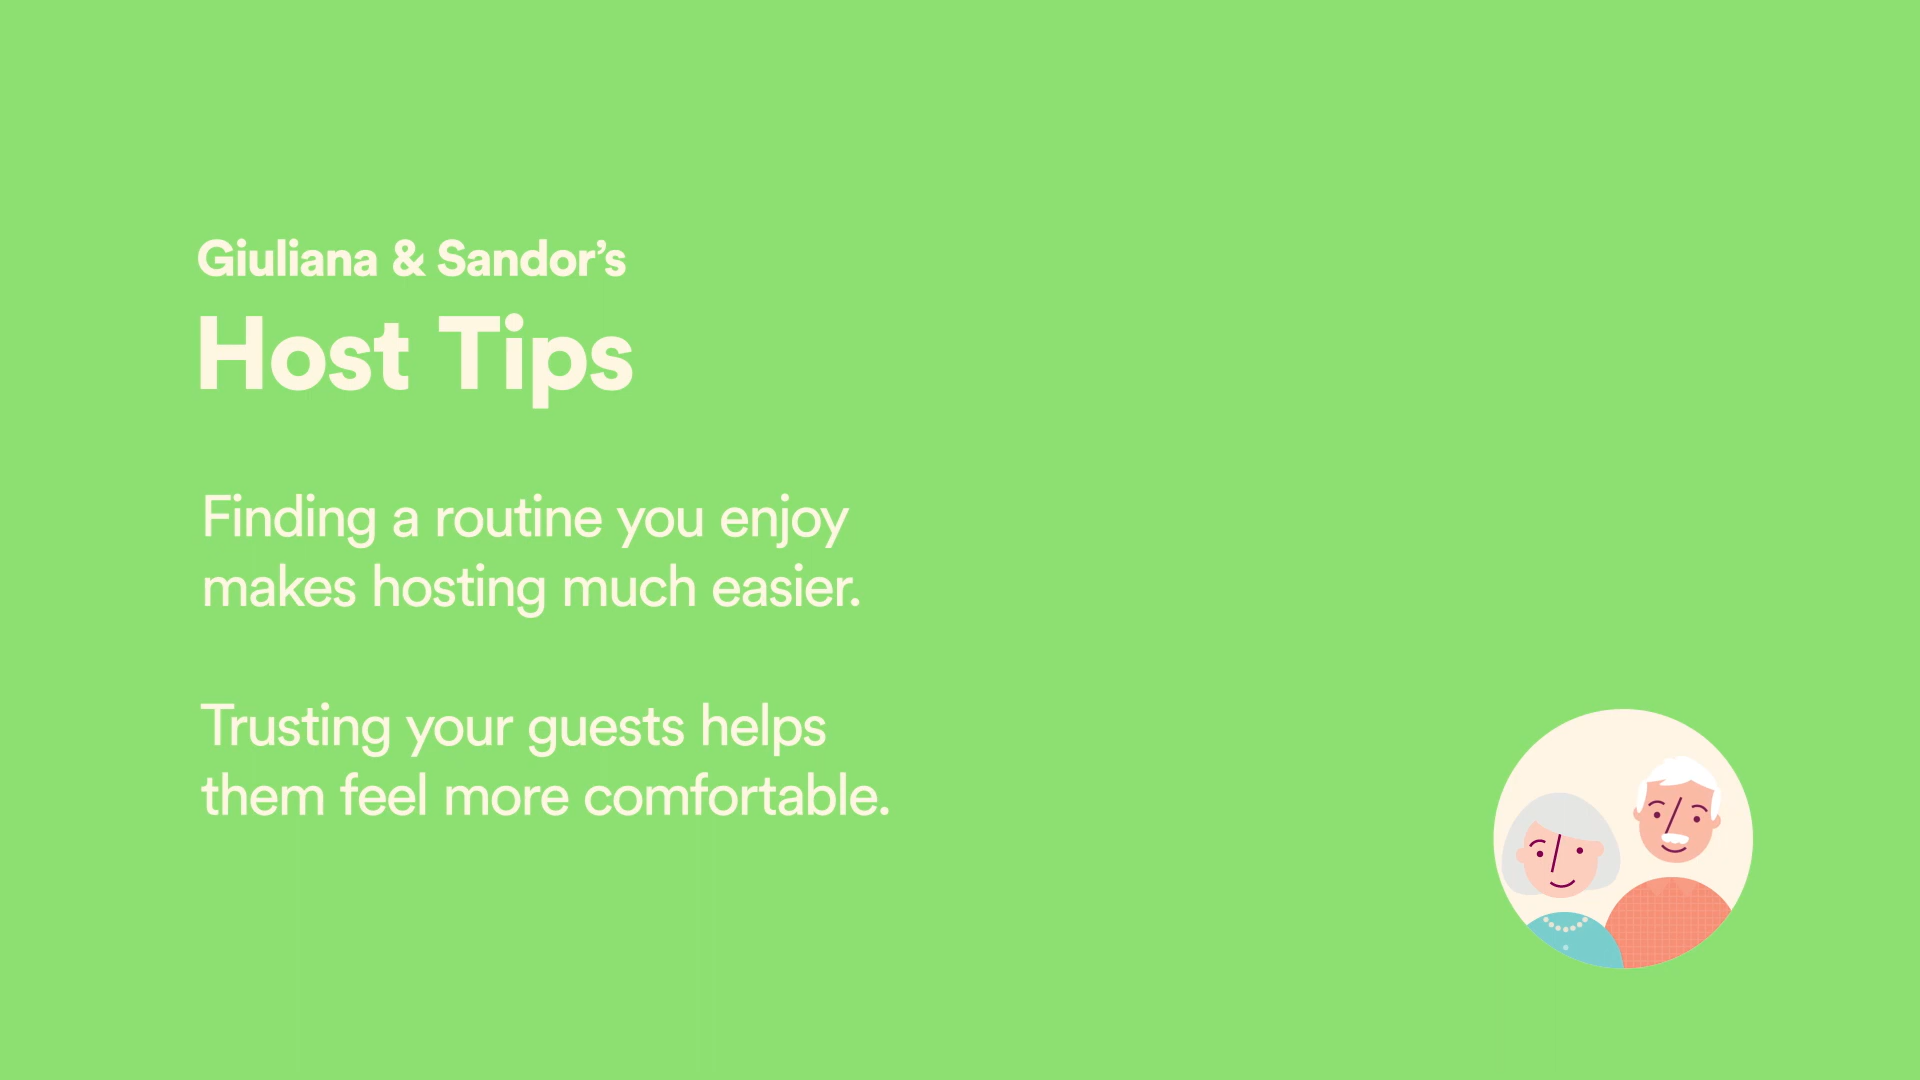 Giuliana & Sandor’s
Host Tips
Finding a routine you enjoy
makes hosting much easier.
Trusting your guests helps
them feel more comfortable.